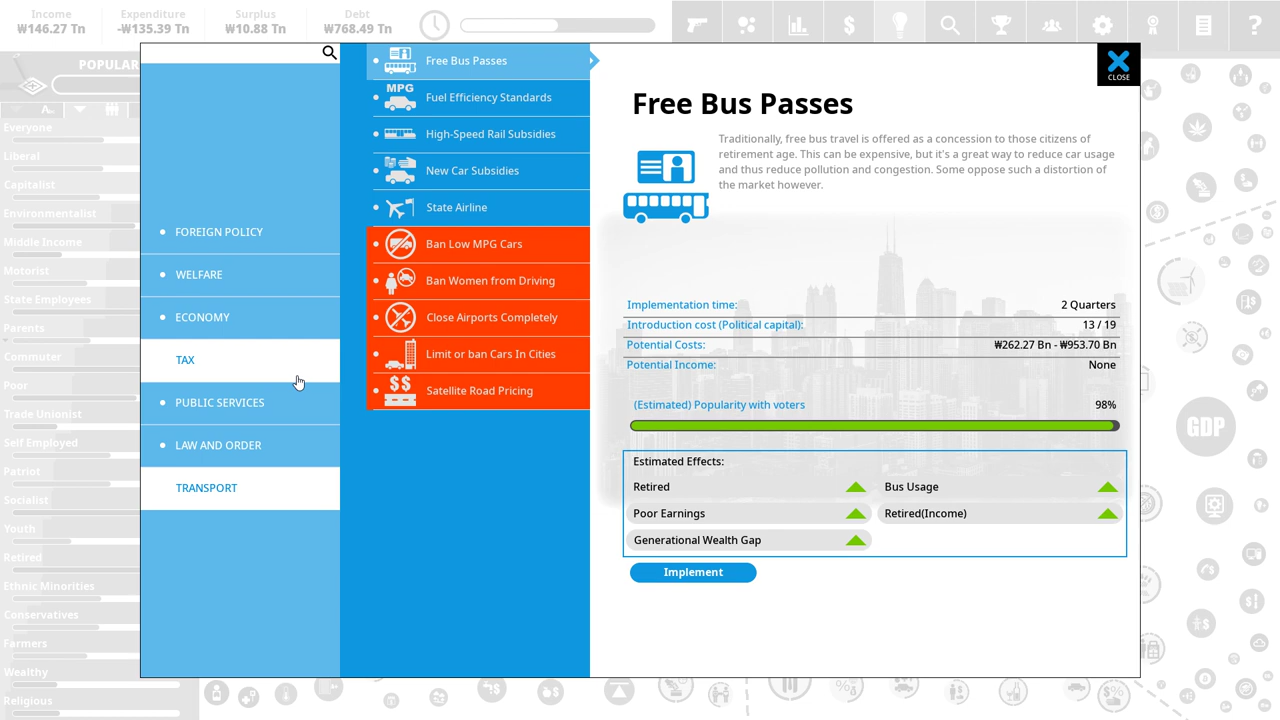 Income
₩146.27 Tn
Expenditure
-₩135.39 Tn
Surplus
₩10.88 Tn
Debt
₩768.49 Tn
POPULAR
Everyone
Liberal
Capitalist
Environmentalist
Middle Income
Motorist
State Employees
Parents
Commuter
Poor
Trade Unionist
Self Employed
Patriot
Socialist
Youth
Retired
Ethnic Minorities
Conservatives
Farmers
Wealthy
Religious
FOREIGN POLICY
WELFARE
ECONOMY
TAX
PUBLIC SERVICES
LAW AND ORDER
TRANSPORT
Free Bus Passes
MPG
Fuel Efficiency Standards
High-Speed Rail Subsidies
New Car Subsidies
State Airline
Ban Low MPG Cars
Ban Women from Driving
Close Airports Completely
Limit or ban Cars In Cities
$$
Satellite Road Pricing
CLOSE
Free Bus Passes
Traditionally, free bus travel is offered as a concession to those citizens of
retirement age. This can be expensive, but it's a great way to reduce car usage
and thus reduce pollution and congestion. Some oppose such a distortion of
the market however.
Implementation time: 2 Quarters
Introduction cost (Political capital): 13 / 19
Potential Costs: ₩262.27 Bn - ₩953.70 Bn
Potential Income: None
(Estimated) Popularity with voters 98%
Estimated Effects:
Retired
Bus Usage
Poor Earnings
Retired(Income)
Generational Wealth Gap
Implement
GDP